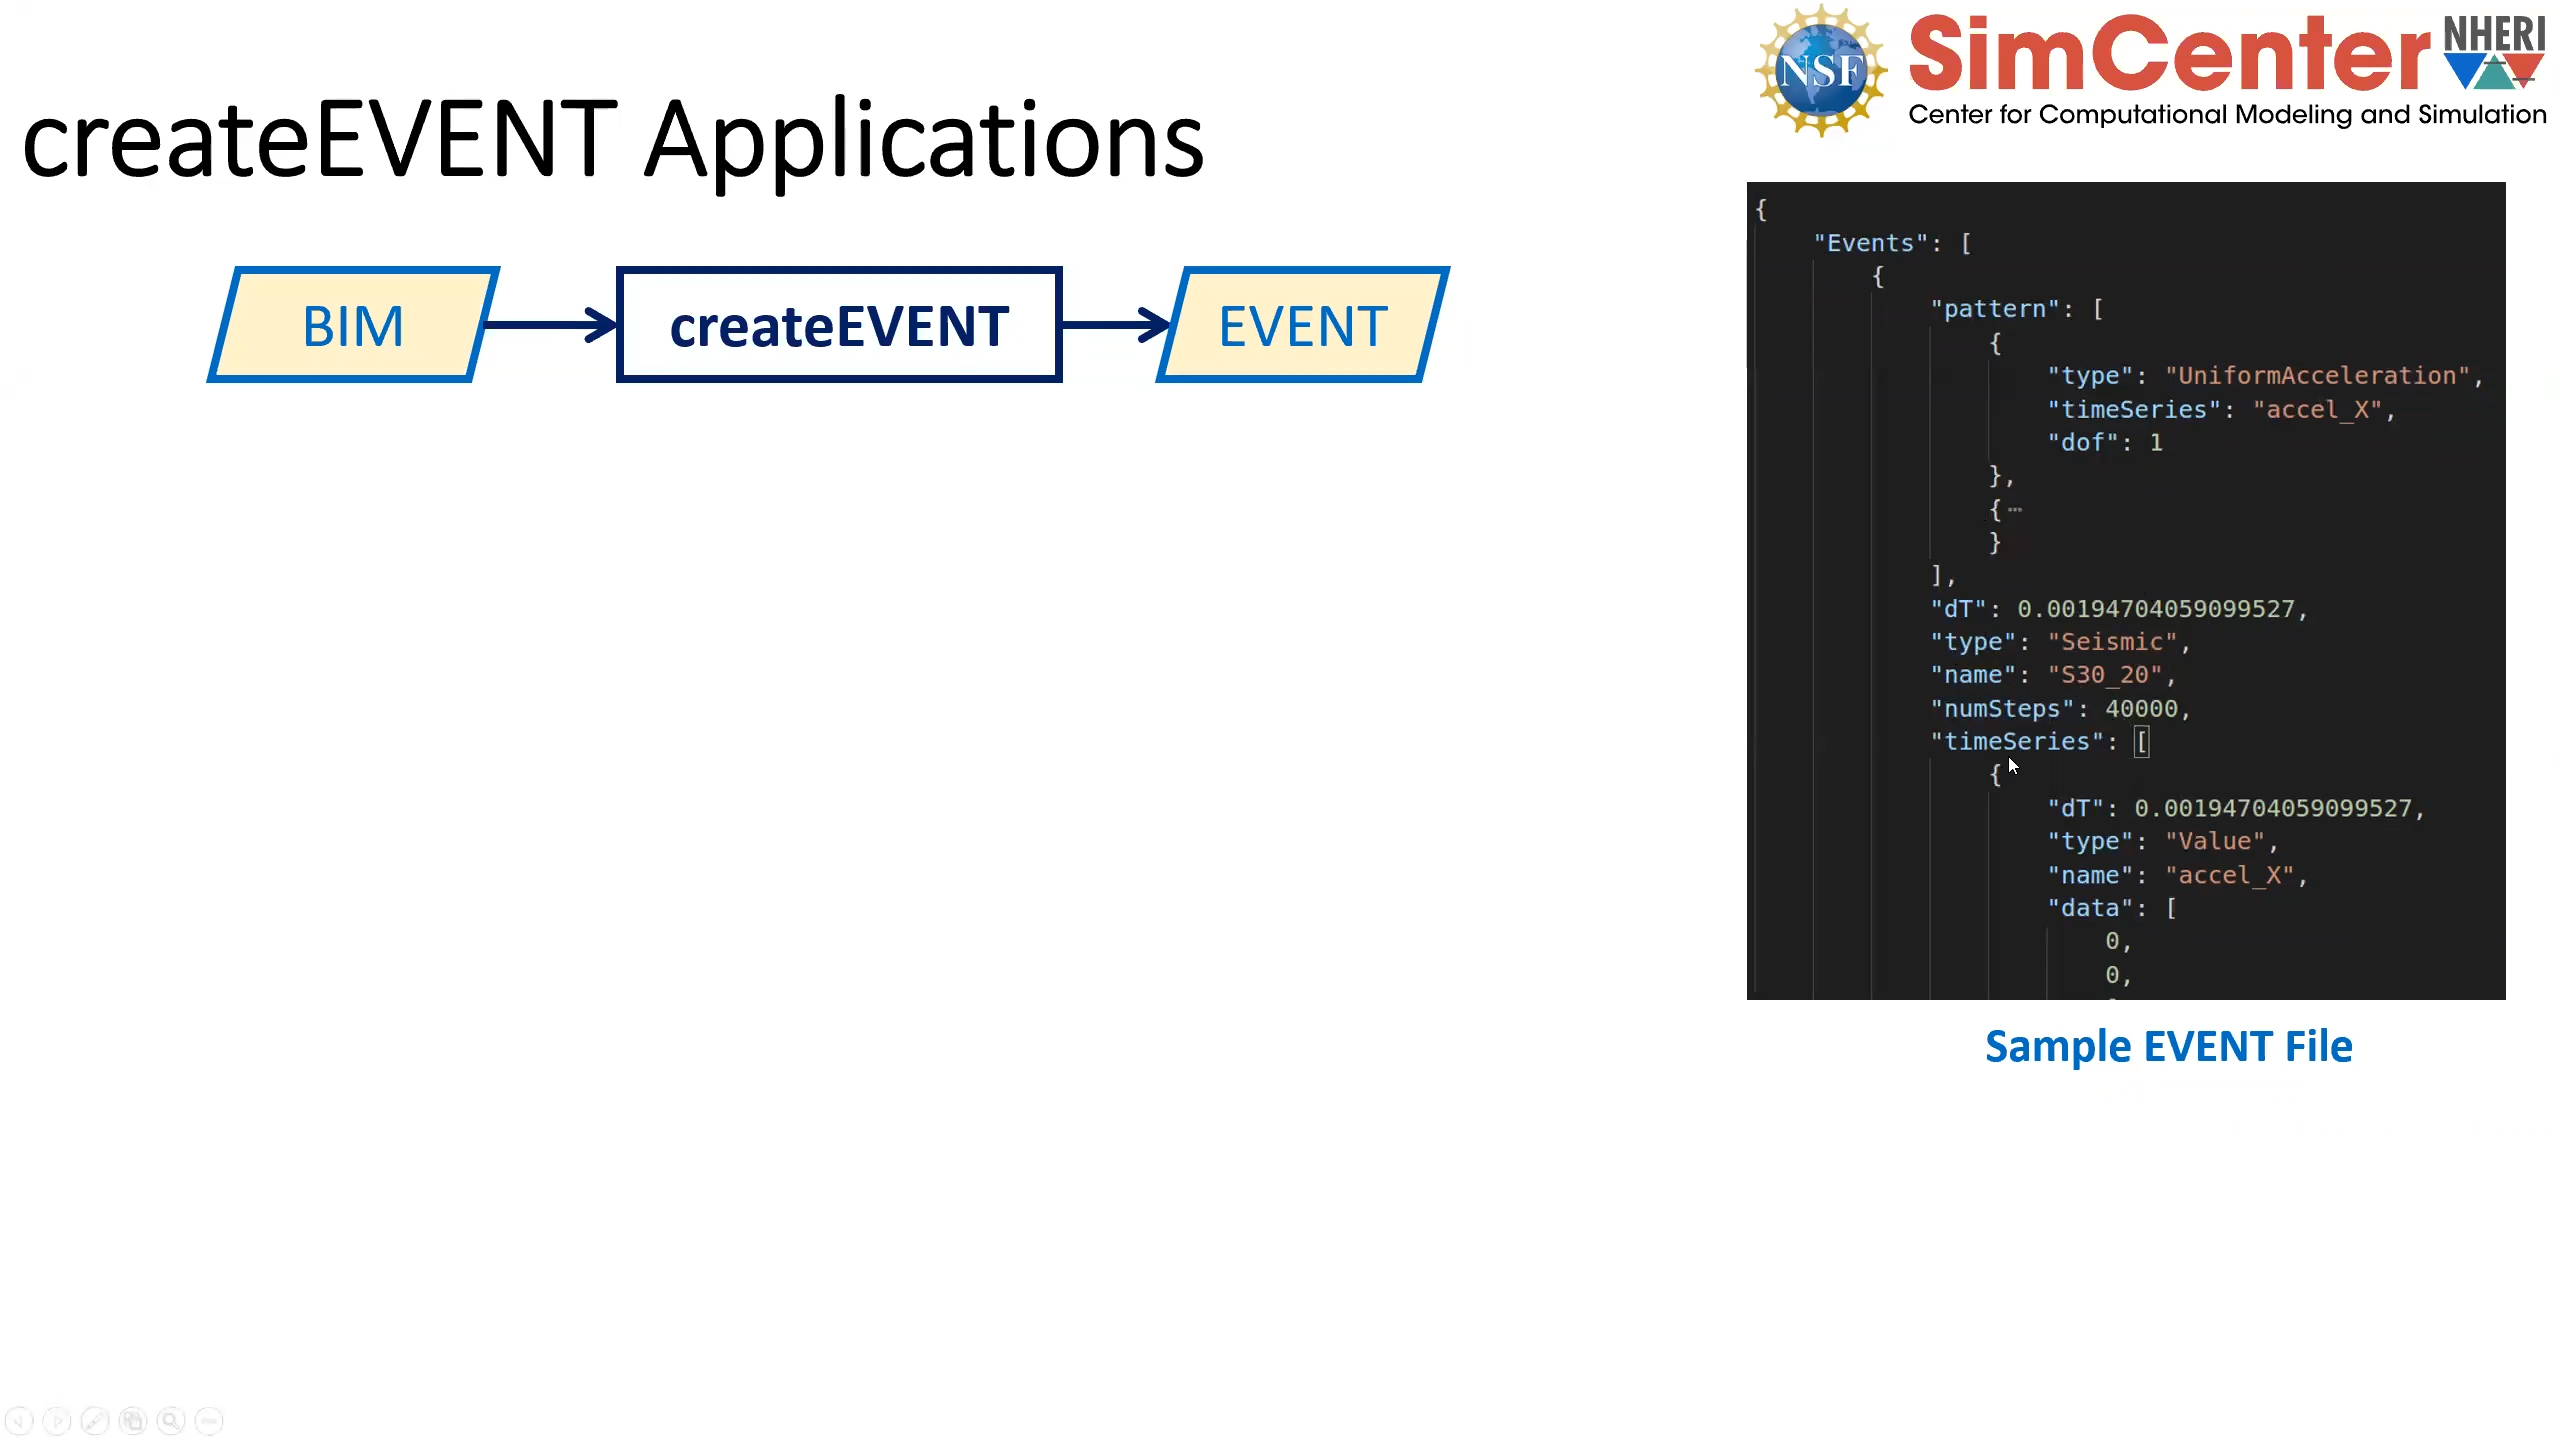 NSF
SimCenter
NHERI
Center for Computational Modeling and Simulation
createEVENT Applications
BIM
createEVENT
EVENT
{
"Events": [
{
"pattern": [
{
"type": "UniformAcceleration",
"timeSeries": "accel_X",
"dof": 1
},
{⋯
}
],
"dT": 0.00194704059099527,
"type": "Seismic",
"name": "S30_20",
"numSteps": 40000,
"timeSeries": [
{
"dT": 0.00194704059099527,
"type": "Value",
"name": "accel_X",
"data": [
0,
0,
Sample EVENT File